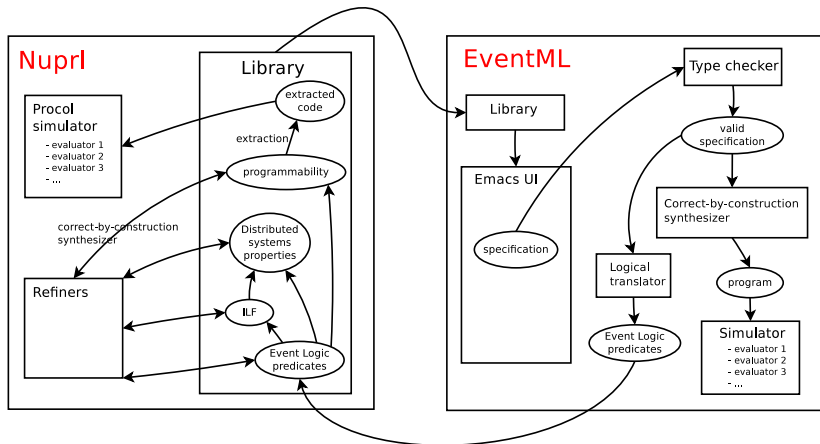 Nuprl
Library
Procol
simulator
- evaluator 1
- evaluator 2
- evaluator 3
- ...
extracted
code
extraction
programmability
correct-by-construction
synthesizer
Distributed
systems
properties
Refiners
ILF
Event Logic
predicates
EventML
Library
Emacs UI
specification
Type checker
valid
specification
Correct-by-construction
synthesizer
Logical
translator
program
Event Logic
predicates
Simulator
- evaluator 1
- evaluator 2
- evaluator 3
- ...